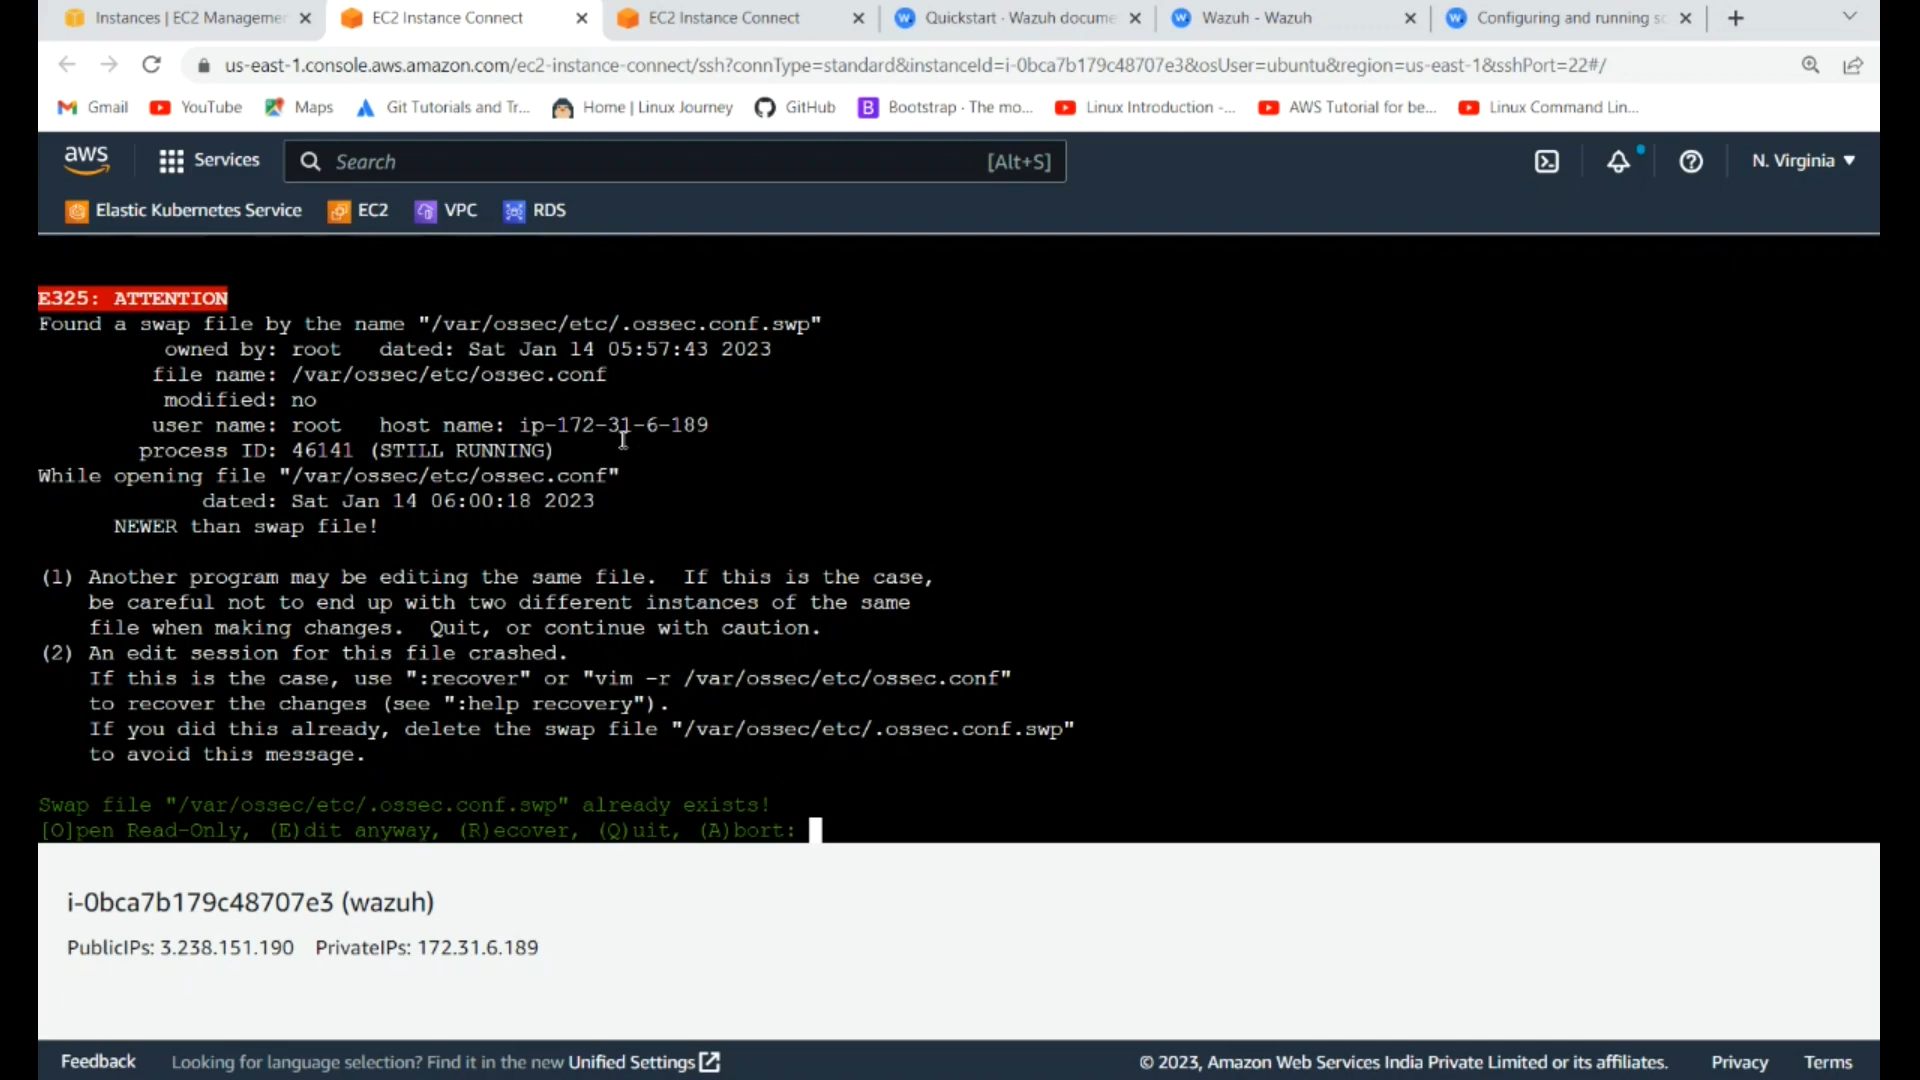 Instances | EC2 Manageme
EC2 Instance Connect
EC2 Instance Connect
Quickstart · Wazuh docume
Wazuh - Wazuh
Configuring and running sc
us-east-1.console.aws.amazon.com/ec2-instance-connect/ssh?connType=standard&instanceId=i-0bca7b179c48707e3&osUser=ubuntu&region=us-east-1&sshPort=22#/
Gmail YouTube Maps Git Tutorials and Tr... Home | Linux Journey GitHub Bootstrap · The mo... Linux Introduction -... AWS Tutorial for be... Linux Command Lin...
aws Services Search [Alt+S] N. Virginia
Elastic Kubernetes Service EC2 VPC RDS
E325: ATTENTION
Found a swap file by the name "/var/ossec/etc/.ossec.conf.swp"
owned by: root dated: Sat Jan 14 05:57:43 2023
file name: /var/ossec/etc/ossec.conf
modified: no
user name: root host name: ip-172-31-6-189
process ID: 46141 (STILL RUNNING)
While opening file "/var/ossec/etc/ossec.conf"
dated: Sat Jan 14 06:00:18 2023
NEWER than swap file!
(1) Another program may be editing the same file. If this is the case,
be careful not to end up with two different instances of the same
file when making changes. Quit, or continue with caution.
(2) An edit session for this file crashed.
If this is the case, use ":recover" or "vim -r /var/ossec/etc/ossec.conf"
to recover the changes (see ":help recovery").
If you did this already, delete the swap file "/var/ossec/etc/.ossec.conf.swp"
to avoid this message.
Swap file "/var/ossec/etc/.ossec.conf.swp" already exists!
[O]pen Read-Only, (E)dit anyway, (R)ecover, (Q)uit, (A)bort:
i-0bca7b179c48707e3 (wazuh)
PublicIPs: 3.238.151.190 PrivateIPs: 172.31.6.189
Feedback Looking for language selection? Find it in the new Unified Settings © 2023, Amazon Web Services India Private Limited or its affiliates. Privacy Terms